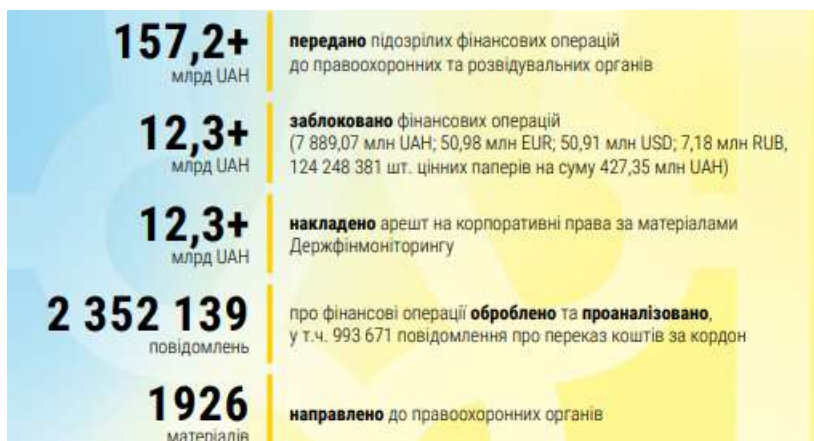 157,2+
млрд UAH
передано підозрілих фінансових операцій
до правоохоронних та розвідувальних органів
12,3+
млрд UAH
заблоковано фінансових операцій
(7 889,07 млн UAH; 50,98 млн EUR; 50,91 млн USD; 7,18 млн RUB,
124 248 381 шт. цінних паперів на суму 427,35 млн UAH)
12,3+
млрд UAH
накладено арешт на корпоративні права за матеріалами
Держфінмоніторингу
2 352 139
повідомлень
про фінансові операції оброблено та проаналізовано,
у т.ч. 993 671 повідомлення про переказ коштів за кордон
1926
матеріалів
направлено до правоохоронних органів